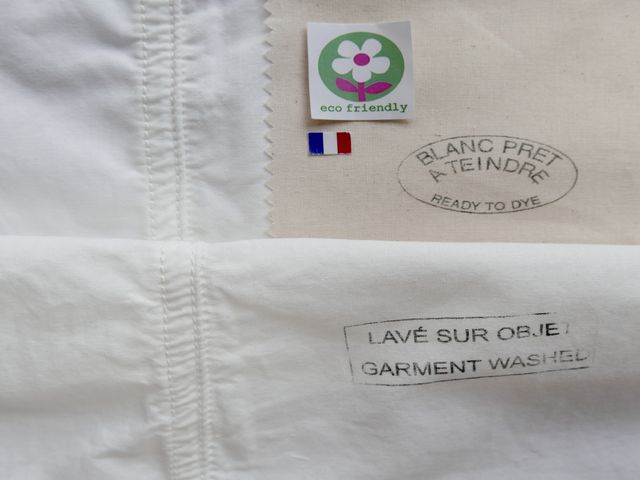 eco friendly
BLANC PRET
A TEINDRE
READY TO DYE
LAVÉ SUR OBJET
GARMENT WASHED